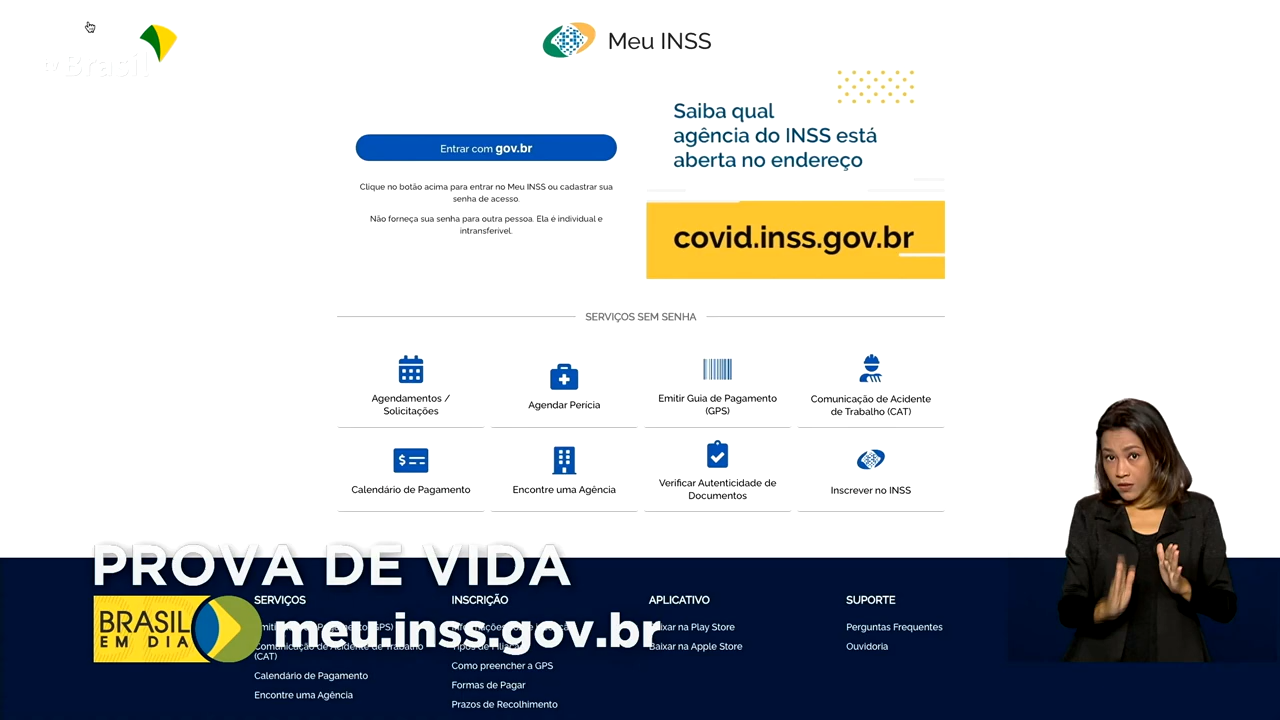 tvBrasil
Meu INSS
Entrar com gov.br
Clique no botão acima para entrar no Meu INSS ou cadastrar sua
senha de acesso.
Não forneça sua senha para outra pessoa. Ela é individual e
intransferível.
Saiba qual
agência do INSS está
aberta no endereço
covid.inss.gov.br
SERVIÇOS SEM SENHA
Agendamentos /
Solicitações
Agendar Perícia
Emitir Guia de Pagamento
(GPS)
Comunicação de Acidente
de Trabalho (CAT)
Calendário de Pagamento
Encontre uma Agência
Verificar Autenticidade de
Documentos
Inscrever no INSS
PROVA DE VIDA
BRASIL
EM DIA
meu.inss.gov.br
SERVIÇOS
(CAT)
Calendário de Pagamento
Encontre uma Agência
INSCRIÇÃO
Como preencher a GPS
Formas de Pagar
Prazos de Recolhimento
APLICATIVO
Baixar na Play Store
Baixar na Apple Store
SUPORTE
Perguntas Frequentes
Ouvidoria